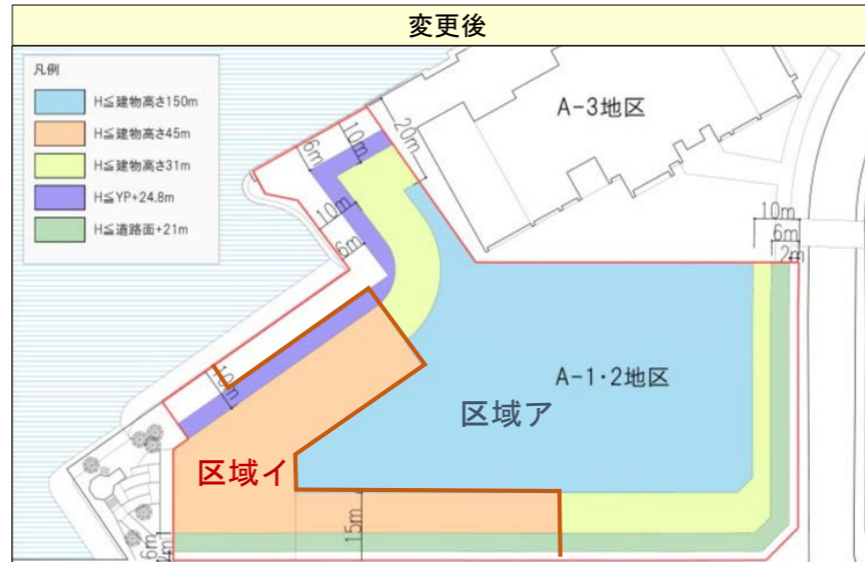 変更後
凡例
H≦建物高さ150m
H≦建物高さ45m
H≦建物高さ31m
H≦YP+24.8m
H≦道路面+21m
A-3地区
20m
10m
6m
10m
6m
10m
6m
2m
10m
A-1・2地区
区域ア
区域イ
15m
6m
2m